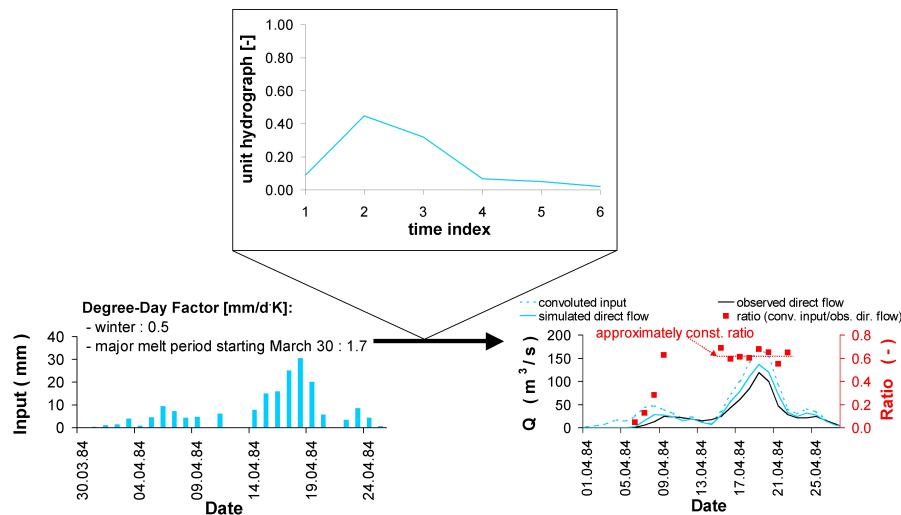 1.00
0.80
0.60
0.40
0.20
0.00
unit hydrograph [-]
1 2 3 4 5 6
time index
Degree-Day Factor [mm/d·K]:
- winter : 0.5
- major melt period starting March 30 : 1.7
40
30
20
10
0
Input ( mm )
30.03.84 04.04.84 09.04.84 14.04.84 19.04.84 24.04.84
Date
convoluted input
observed direct flow
simulated direct flow
ratio (conv. input/obs. dir. flow)
approximately const. ratio
200
150
100
50
0
Q ( m³/ s )
0.8
0.6
0.4
0.2
0.0
Ratio ( - )
01.04.84 05.04.84 09.04.84 13.04.84 17.04.84 21.04.84 25.04.84
Date